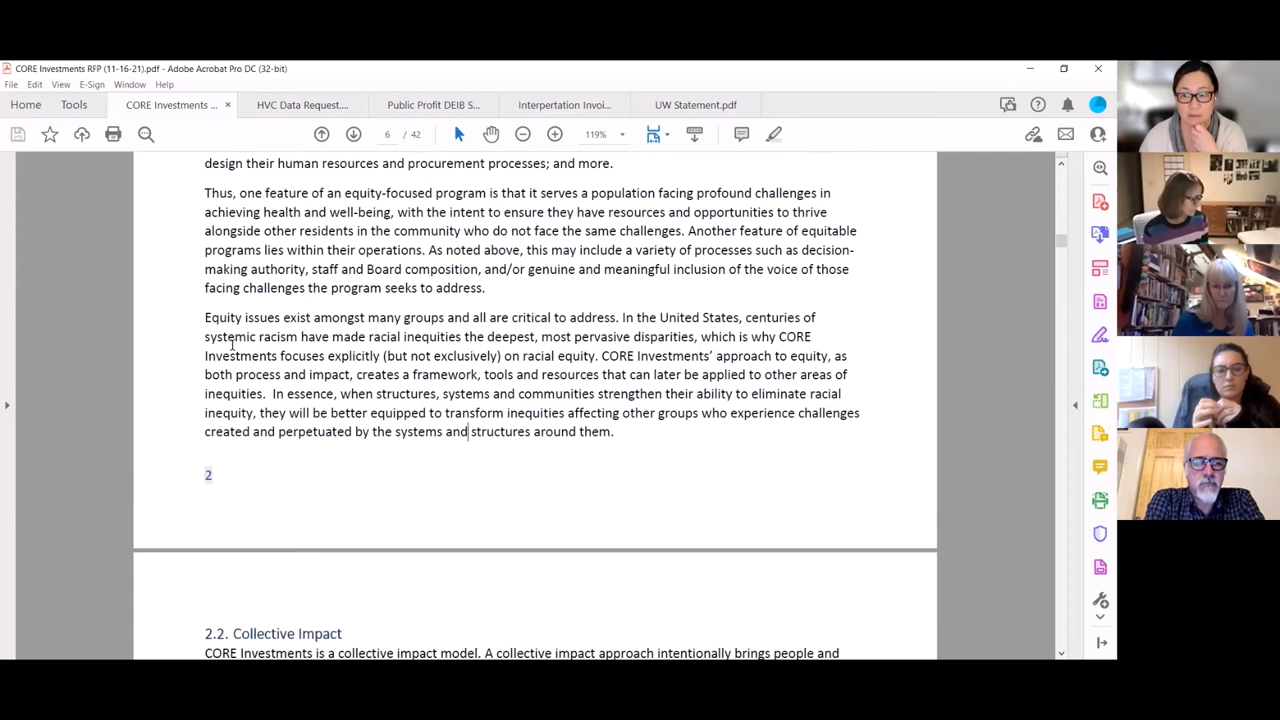 CORE Investments RFP (11-16-21).pdf - Adobe Acrobat Pro DC (32-bit)
File Edit View E-Sign Window Help
Home Tools CORE Investments ... × HVC Data Request.... Public Profit DEIB S... Interpertation Invoi... UW Statement.pdf
6 / 42 119%
design their human resources and procurement processes; and more.
Thus, one feature of an equity-focused program is that it serves a population facing profound challenges in
achieving health and well-being, with the intent to ensure they have resources and opportunities to thrive
alongside other residents in the community who do not face the same challenges. Another feature of equitable
programs lies within their operations. As noted above, this may include a variety of processes such as decision-
making authority, staff and Board composition, and/or genuine and meaningful inclusion of the voice of those
facing challenges the program seeks to address.
Equity issues exist amongst many groups and all are critical to address. In the United States, centuries of
systemic racism have made racial inequities the deepest, most pervasive disparities, which is why CORE
Investments focuses explicitly (but not exclusively) on racial equity. CORE Investments’ approach to equity, as
both process and impact, creates a framework, tools and resources that can later be applied to other areas of
inequities. In essence, when structures, systems and communities strengthen their ability to eliminate racial
inequity, they will be better equipped to transform inequities affecting other groups who experience challenges
created and perpetuated by the systems and structures around them.
2
2.2. Collective Impact
CORE Investments is a collective impact model. A collective impact approach intentionally brings people and